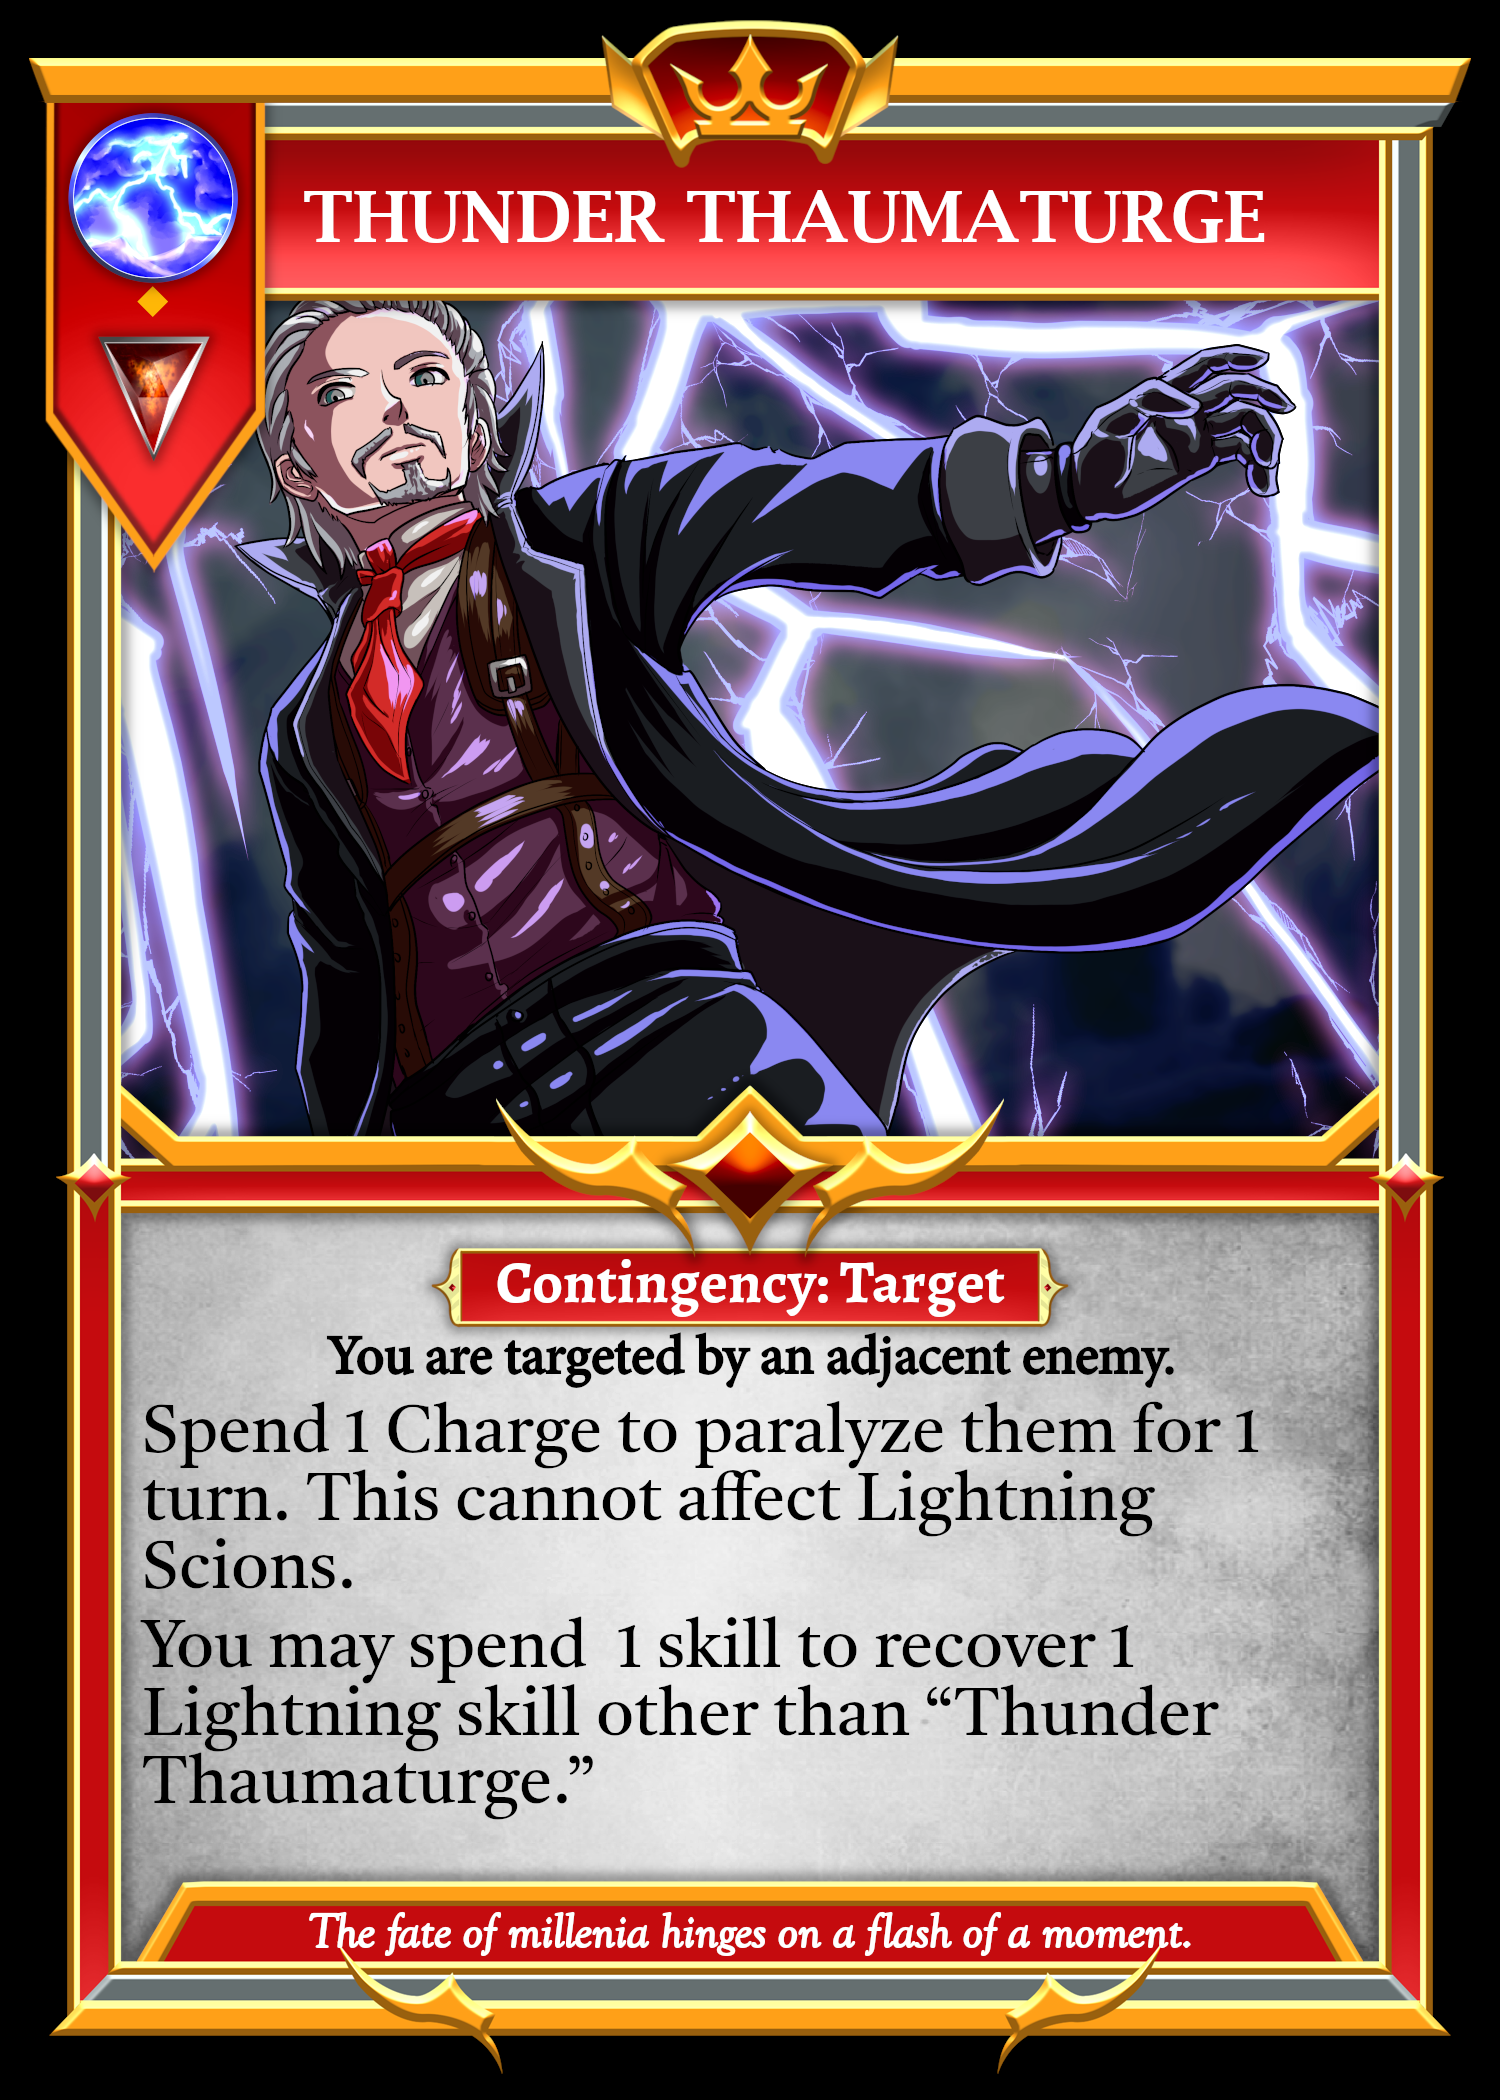 THUNDER THAUMATURGE
Contingency: Target
You are targeted by an adjacent enemy.
Spend 1 Charge to paralyze them for 1
turn. This cannot affect Lightning
Scions.
You may spend  1 skill to recover 1
Lightning skill other than “Thunder
Thaumaturge.”
The fate of millenia hinges on a flash of a moment.